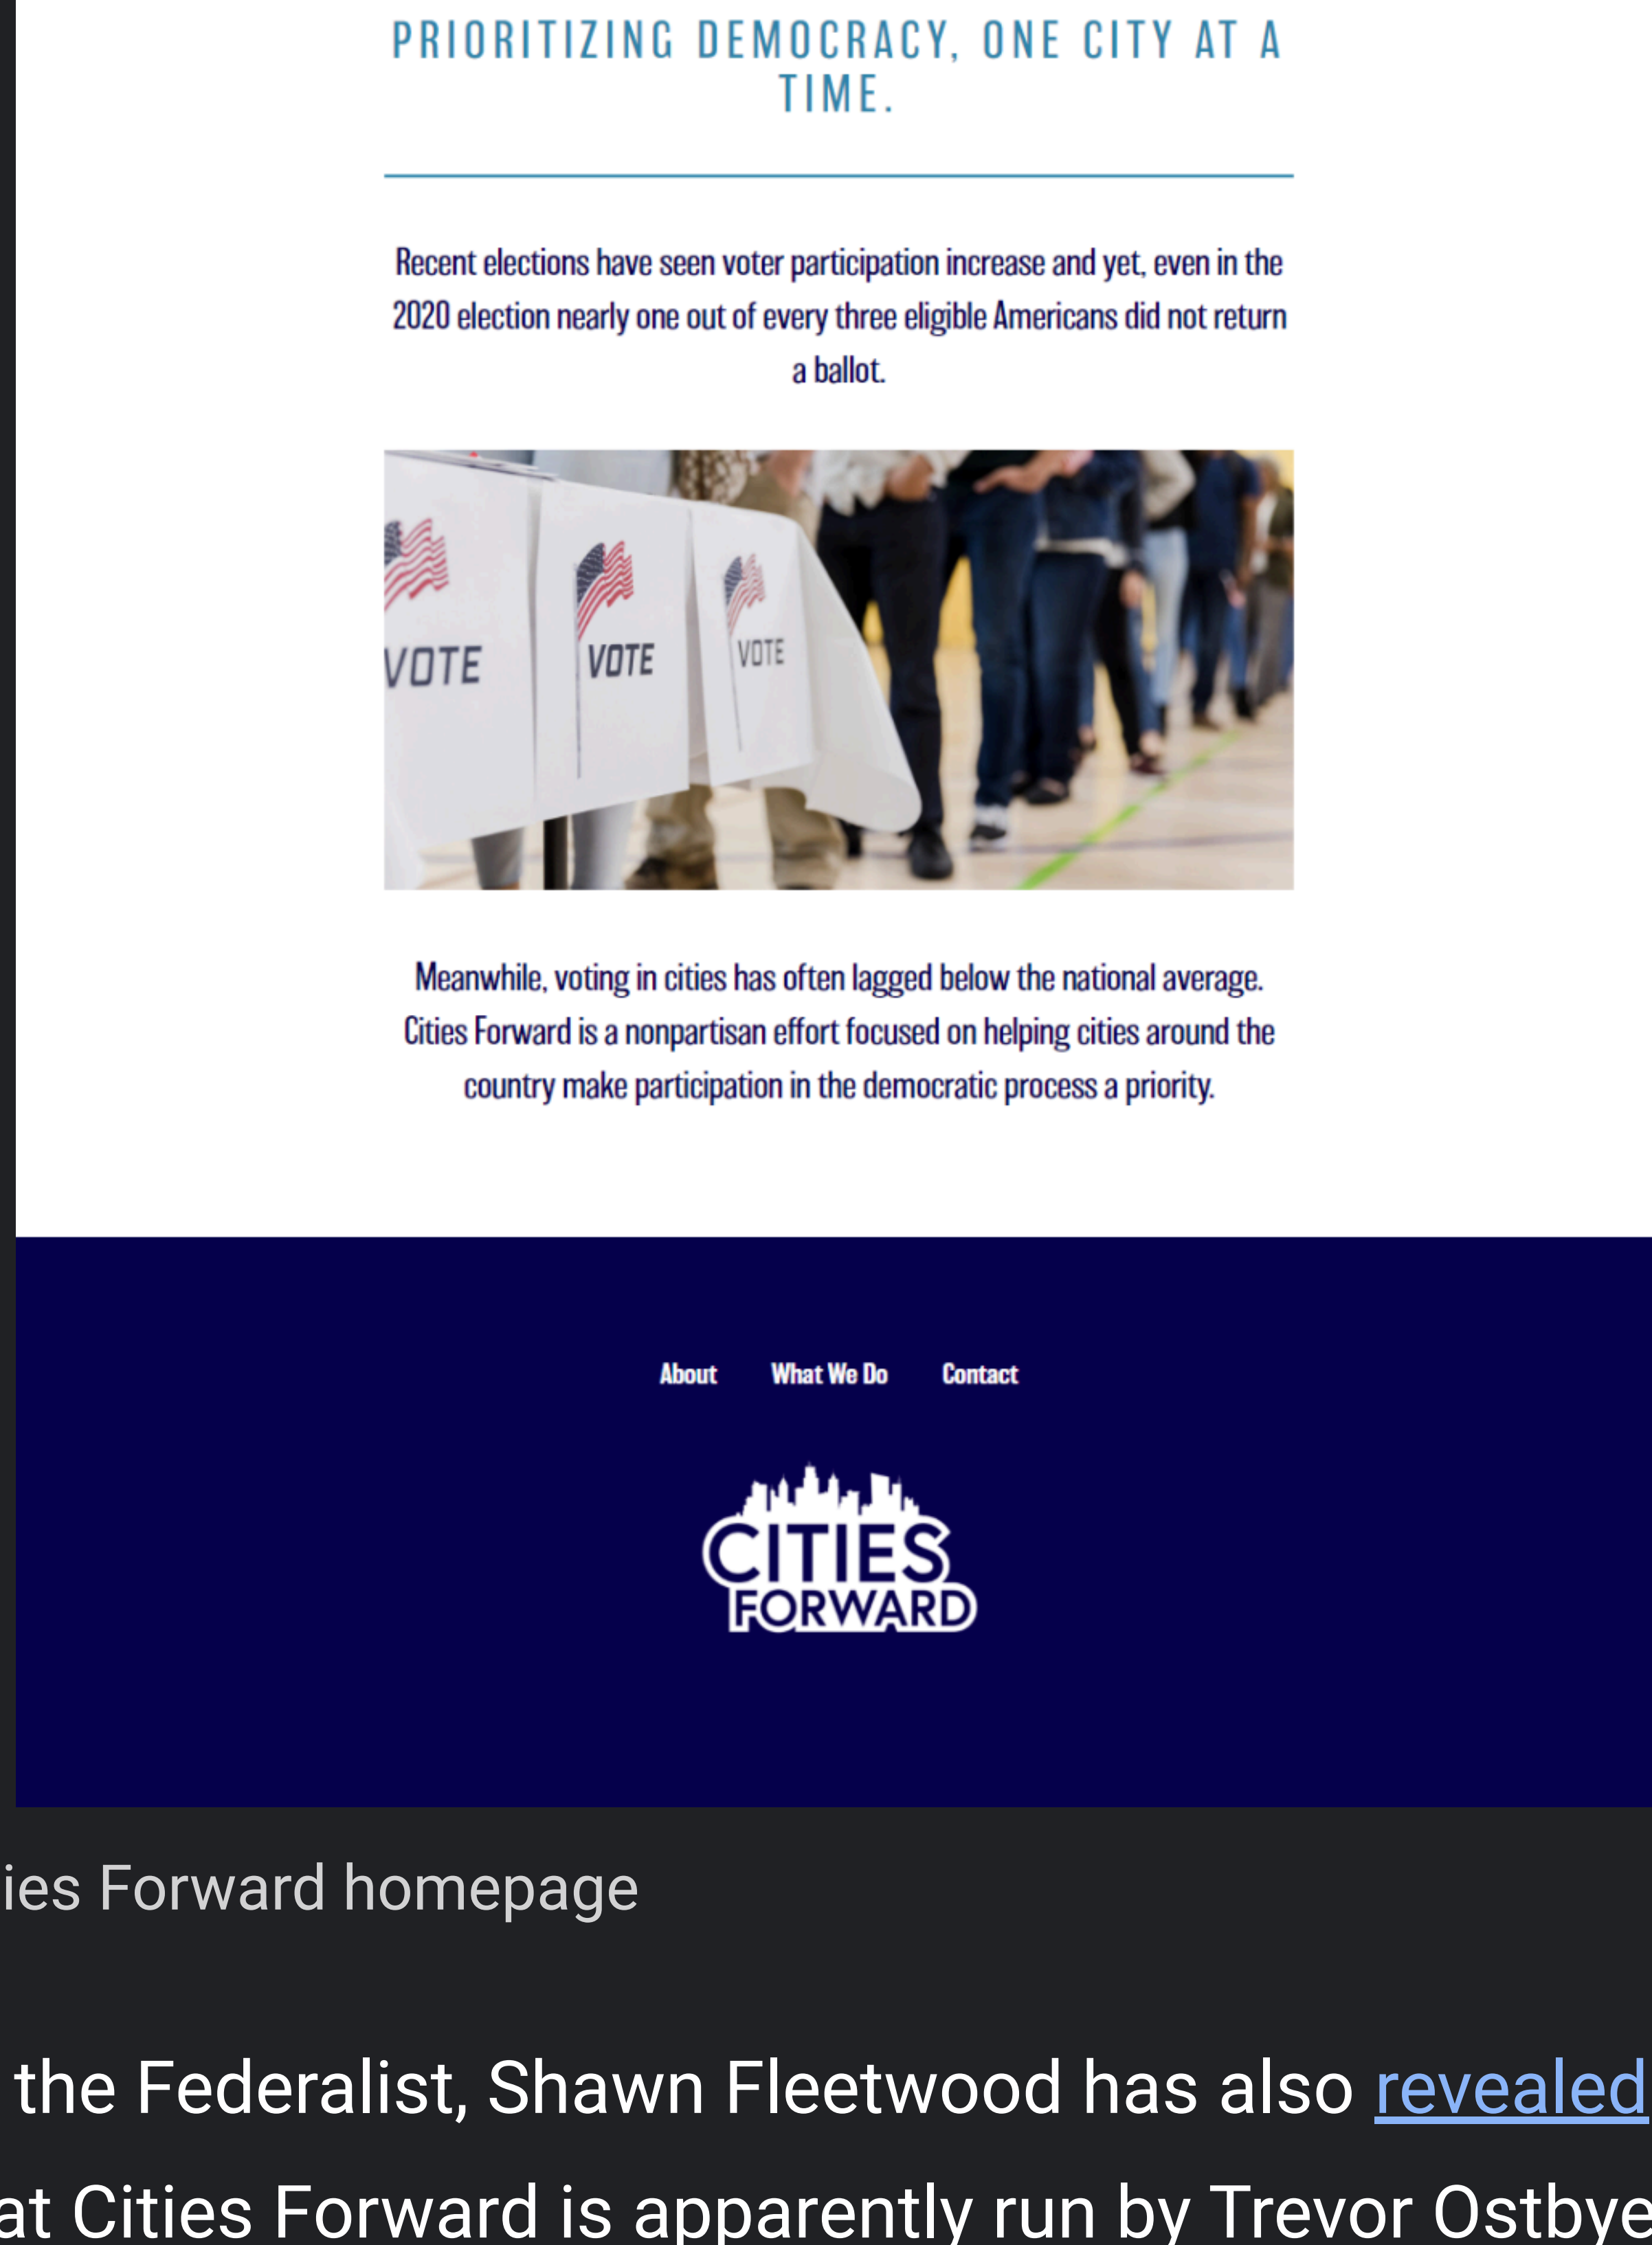 PRIORITIZING DEMOCRACY, ONE CITY AT A
TIME.
Recent elections have seen voter participation increase and yet, even in the
2020 election nearly one out of every three eligible Americans did not return
a ballot.
VOTE
VOTE
VOTE
Meanwhile, voting in cities has often lagged below the national average.
Cities Forward is a nonpartisan effort focused on helping cities around the
country make participation in the democratic process a priority.
About What We Do Contact
CITIES
FORWARD
ies Forward homepage
the Federalist, Shawn Fleetwood has also revealed
at Cities Forward is apparently run by Trevor Ostbye